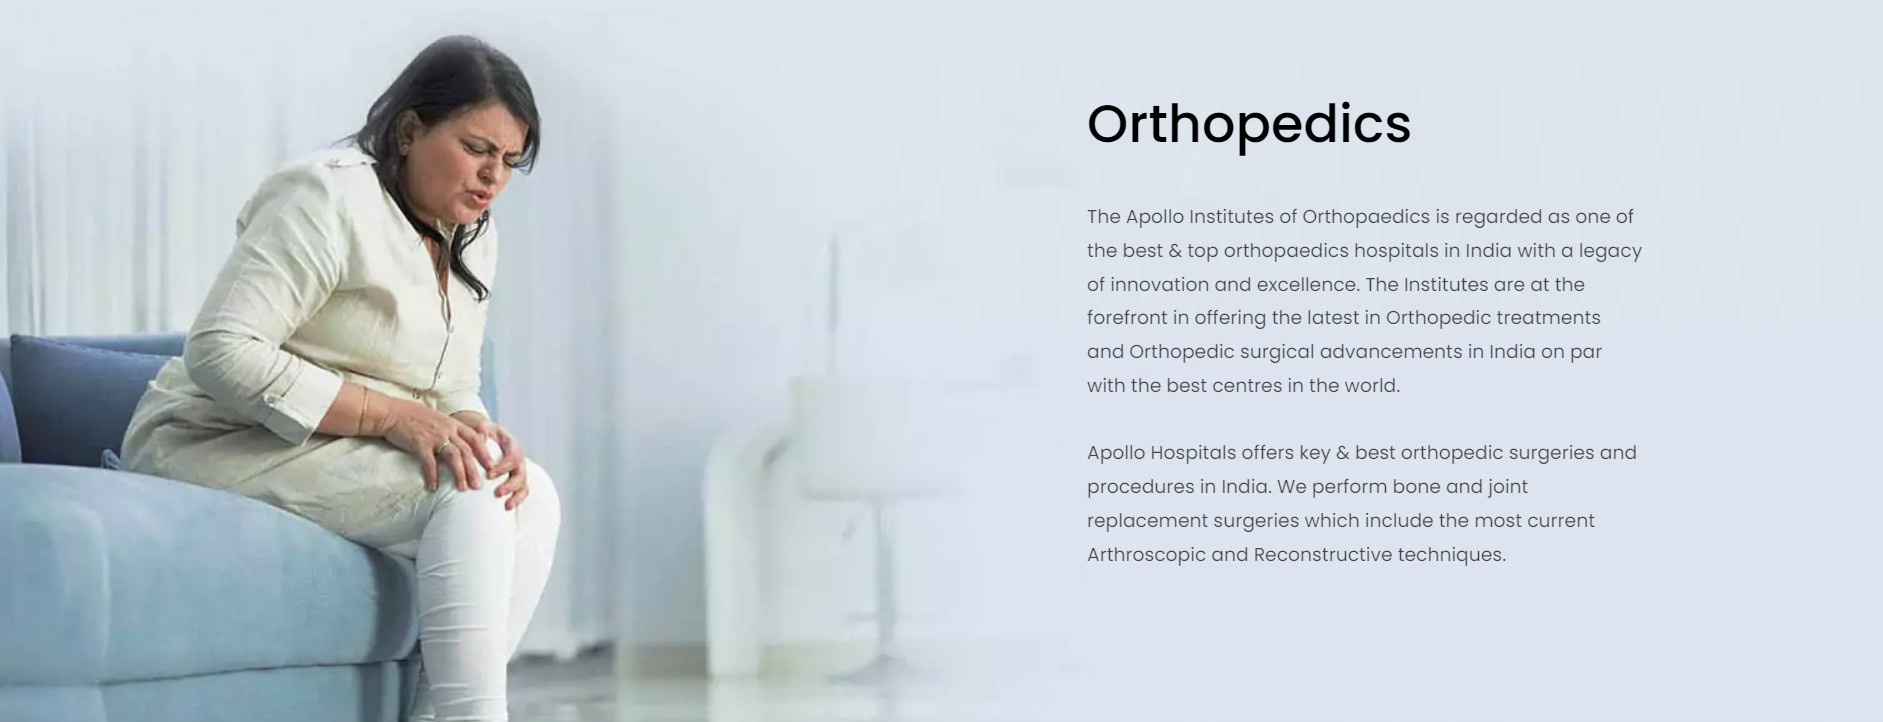 Orthopedics
The Apollo Institutes of Orthopaedics is regarded as one of
the best & top orthopaedics hospitals in India with a legacy
of innovation and excellence. The Institutes are at the
forefront in offering the latest in Orthopedic treatments
and Orthopedic surgical advancements in India on par
with the best centres in the world.
Apollo Hospitals offers key & best orthopedic surgeries and
procedures in India. We perform bone and joint
replacement surgeries which include the most current
Arthroscopic and Reconstructive techniques.